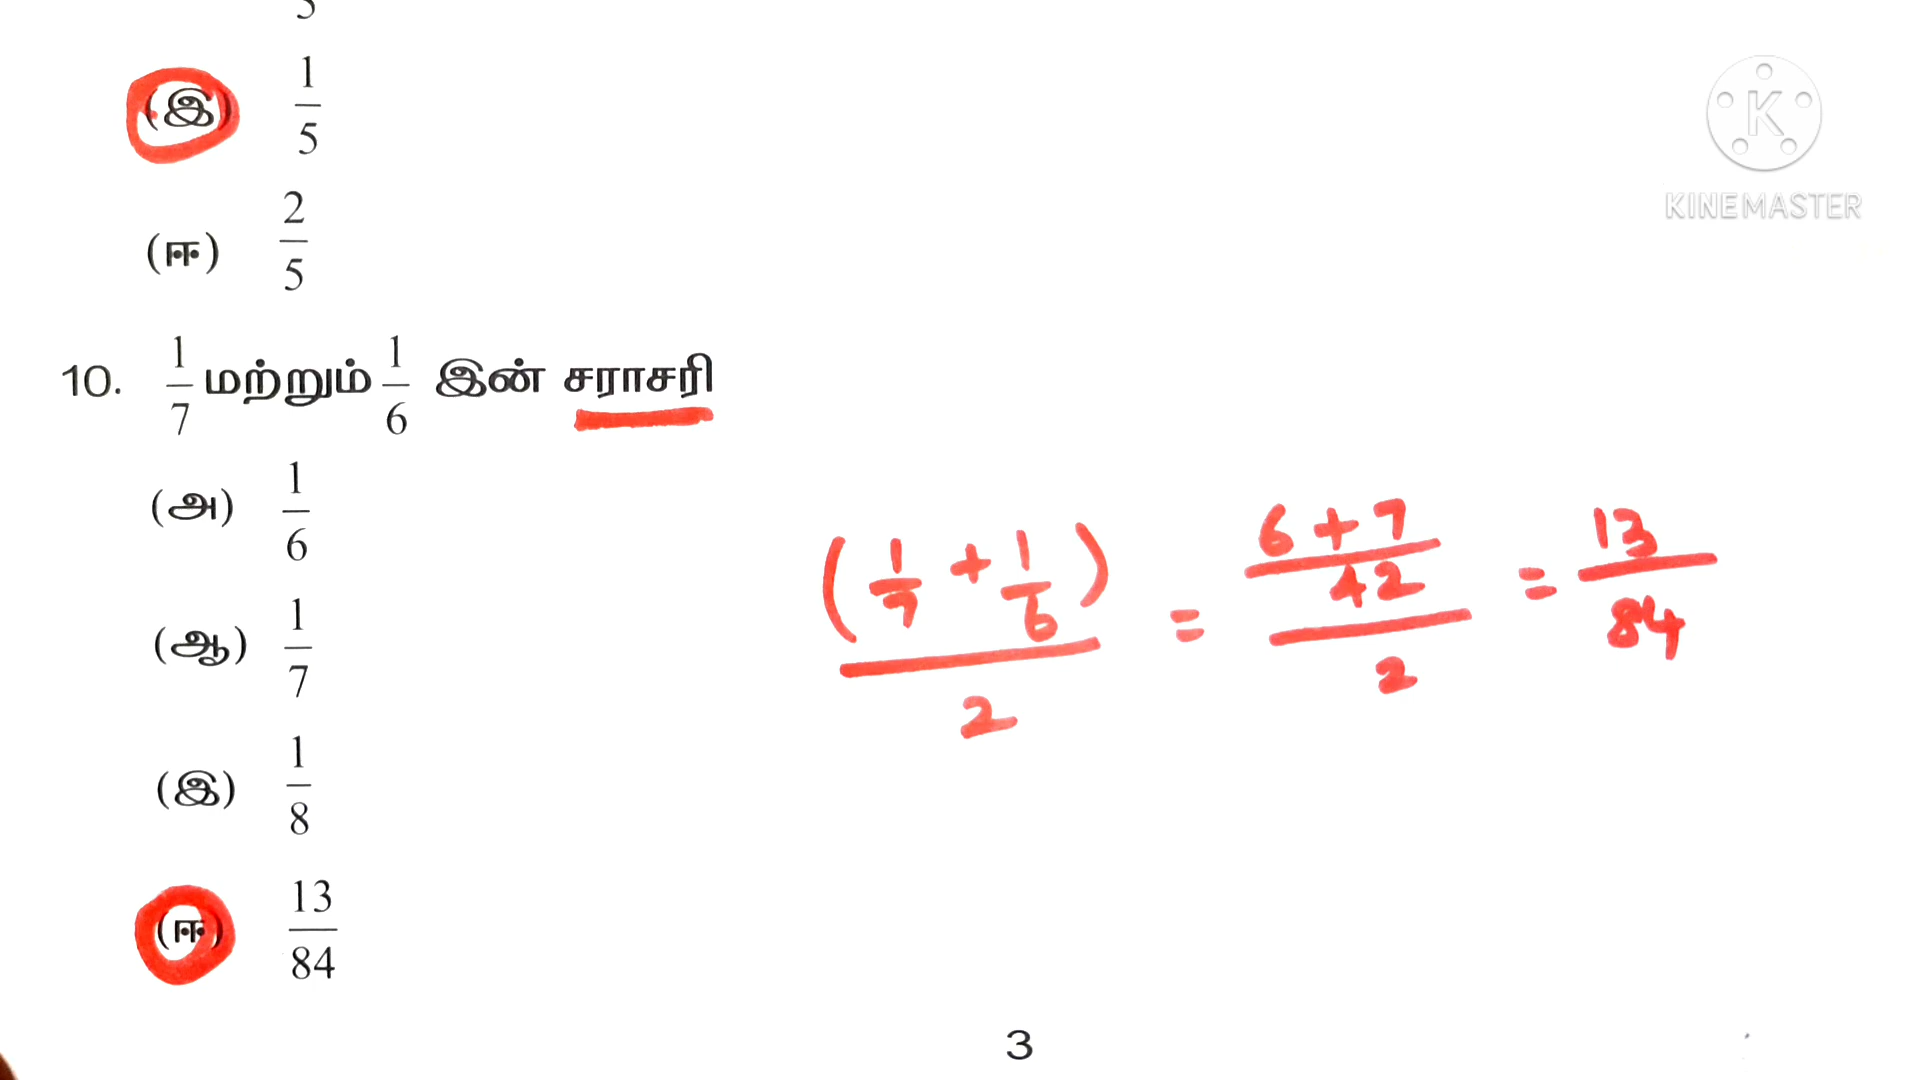 (இ) 1/5
K
KINEMASTER
(ஈ) 2/5
10. 1/7 மற்றும் 1/6 இன் சராசரி
(அ) 1/6
(ஆ) 1/7
(1/7 + 1/6)/2 = ((6+7)/42)/2 = 13/84
(இ) 1/8
(ஈ) 13/84
3